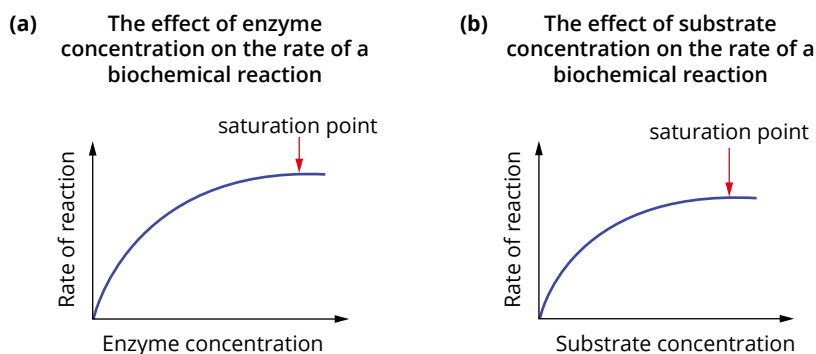 (a) The effect of enzyme
concentration on the rate of a
biochemical reaction
saturation point
Rate of reaction
Enzyme concentration
(b) The effect of substrate
concentration on the rate of a
biochemical reaction
saturation point
Rate of reaction
Substrate concentration